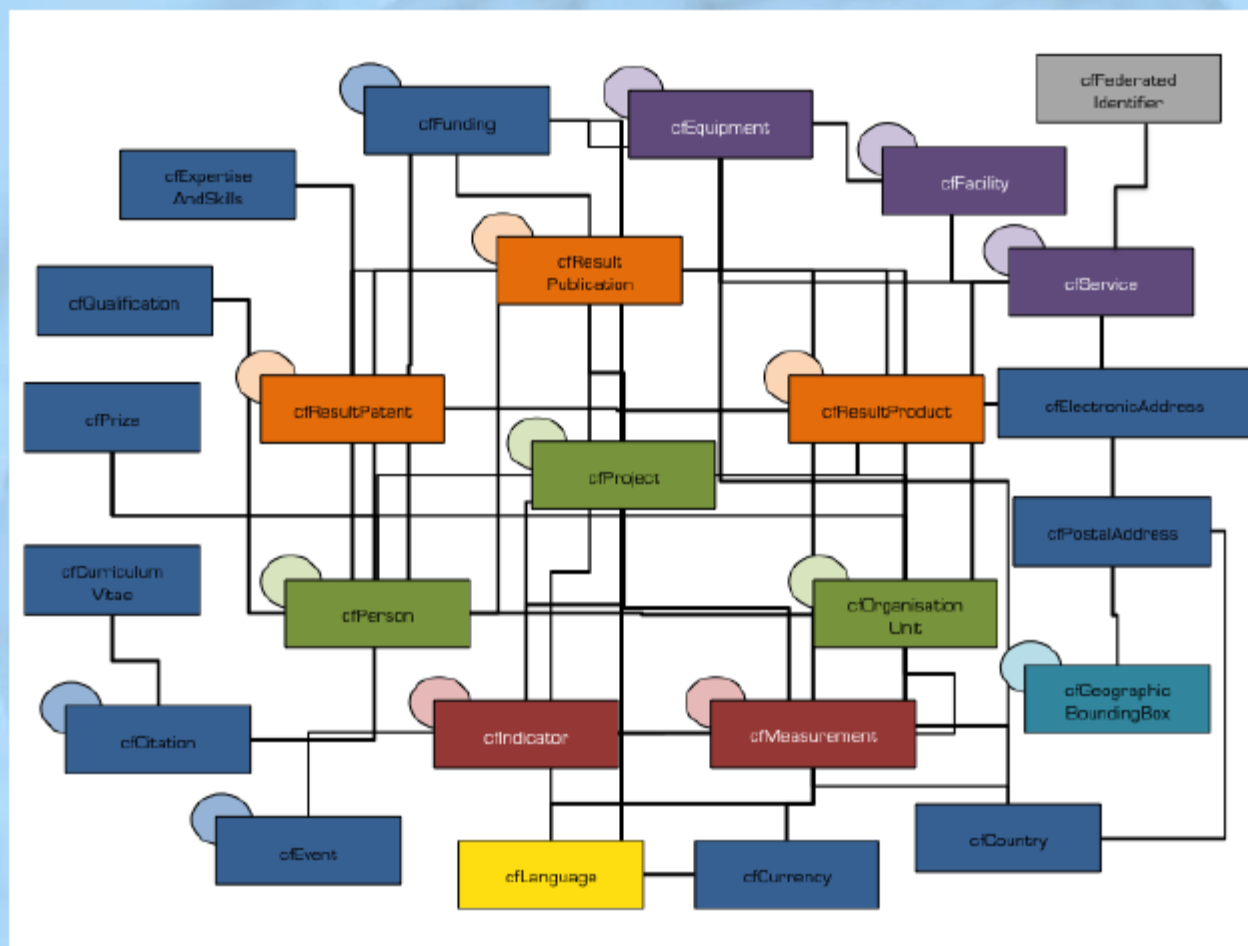 cfFederated
Identifier
cfFunding
cfEquipment
cfExpertise
AndSkills
cfFacility
cfResult
Publication
cfService
cfQualification
cfResultPatent
cfResultProduct
cfElectronicAddress
cfPrize
cfProject
cfPostalAddress
cfCurriculum
Vitae
cfPerson
cfOrganisation
Unit
cfGeographic
BoundingBox
cfCitation
cfIndicator
cfMeasurement
cfEvent
cfCountry
cfLanguage
cfCurrency